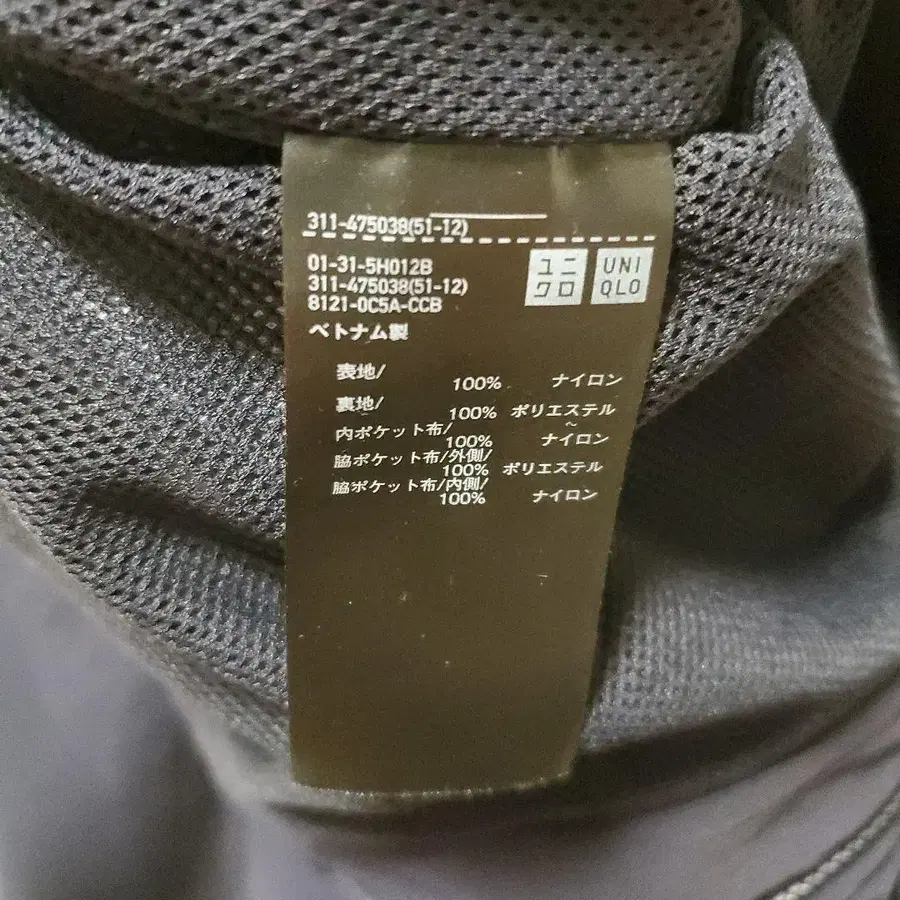 311-475038(51-12)
01-31-5H012B
311-475038(51-12)
8121-0C5A-CCB
ベトナム製
ユニ
クロ
UNI
QLO
表地/
100% ナイロン
裏地/
100% ポリエステル
内ポケット布/
100% ナイロン
脇ポケット布/外側/
100% ポリエステル
脇ポケット布/内側/
100% ナイロン